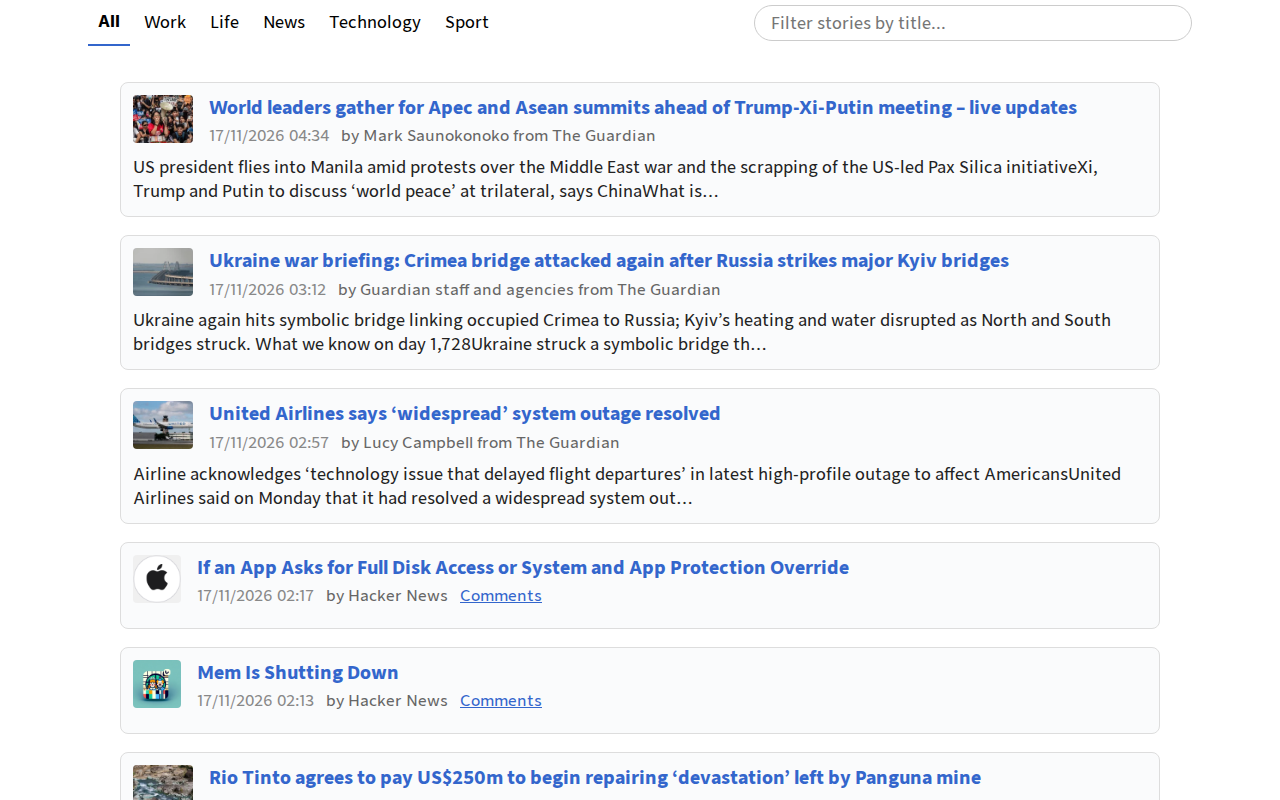 All Work Life News Technology Sport Filter stories by title...
World leaders gather for Apec and Asean summits ahead of Trump-Xi-Putin meeting – live updates
17/11/2026 04:34 by Mark Saunokonoko from The Guardian
US president flies into Manila amid protests over the Middle East war and the scrapping of the US-led Pax Silica initiativeXi,
Trump and Putin to discuss ‘world peace’ at trilateral, says ChinaWhat is…
Ukraine war briefing: Crimea bridge attacked again after Russia strikes major Kyiv bridges
17/11/2026 03:12 by Guardian staff and agencies from The Guardian
Ukraine again hits symbolic bridge linking occupied Crimea to Russia; Kyiv’s heating and water disrupted as North and South
bridges struck. What we know on day 1,728Ukraine struck a symbolic bridge th…
United Airlines says ‘widespread’ system outage resolved
17/11/2026 02:57 by Lucy Campbell from The Guardian
Airline acknowledges ‘technology issue that delayed flight departures’ in latest high-profile outage to affect AmericansUnited
Airlines said on Monday that it had resolved a widespread system out…
If an App Asks for Full Disk Access or System and App Protection Override
17/11/2026 02:17 by Hacker News Comments
Mem Is Shutting Down
17/11/2026 02:13 by Hacker News Comments
Rio Tinto agrees to pay US$250m to begin repairing ‘devastation’ left by Panguna mine